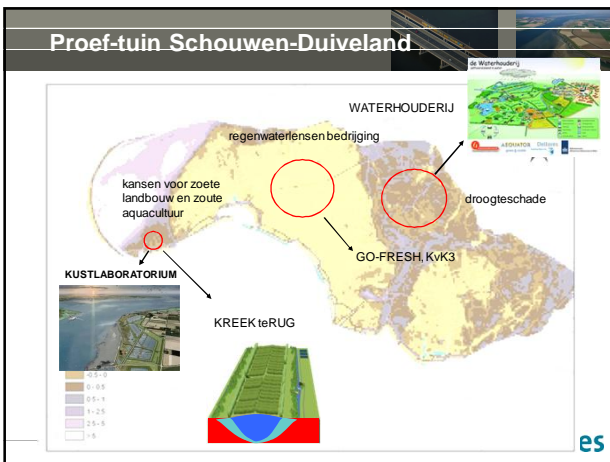 Proef-tuin Schouwen-Duiveland
de Waterhouderij
WATERHOUDERIJ
regenwaterlensen bedrijging
AEQUATOR
Deltares
kansen voor zoete
landbouw en zoute
aquacultuur
droogteschade
GO-FRESH, KvK3
KUSTLABORATORIUM
KREEK teRUG
-0.5 - 0
0 - 0.5
0.5 - 1
1 - 2.5
2.5 - 5
> 5
es